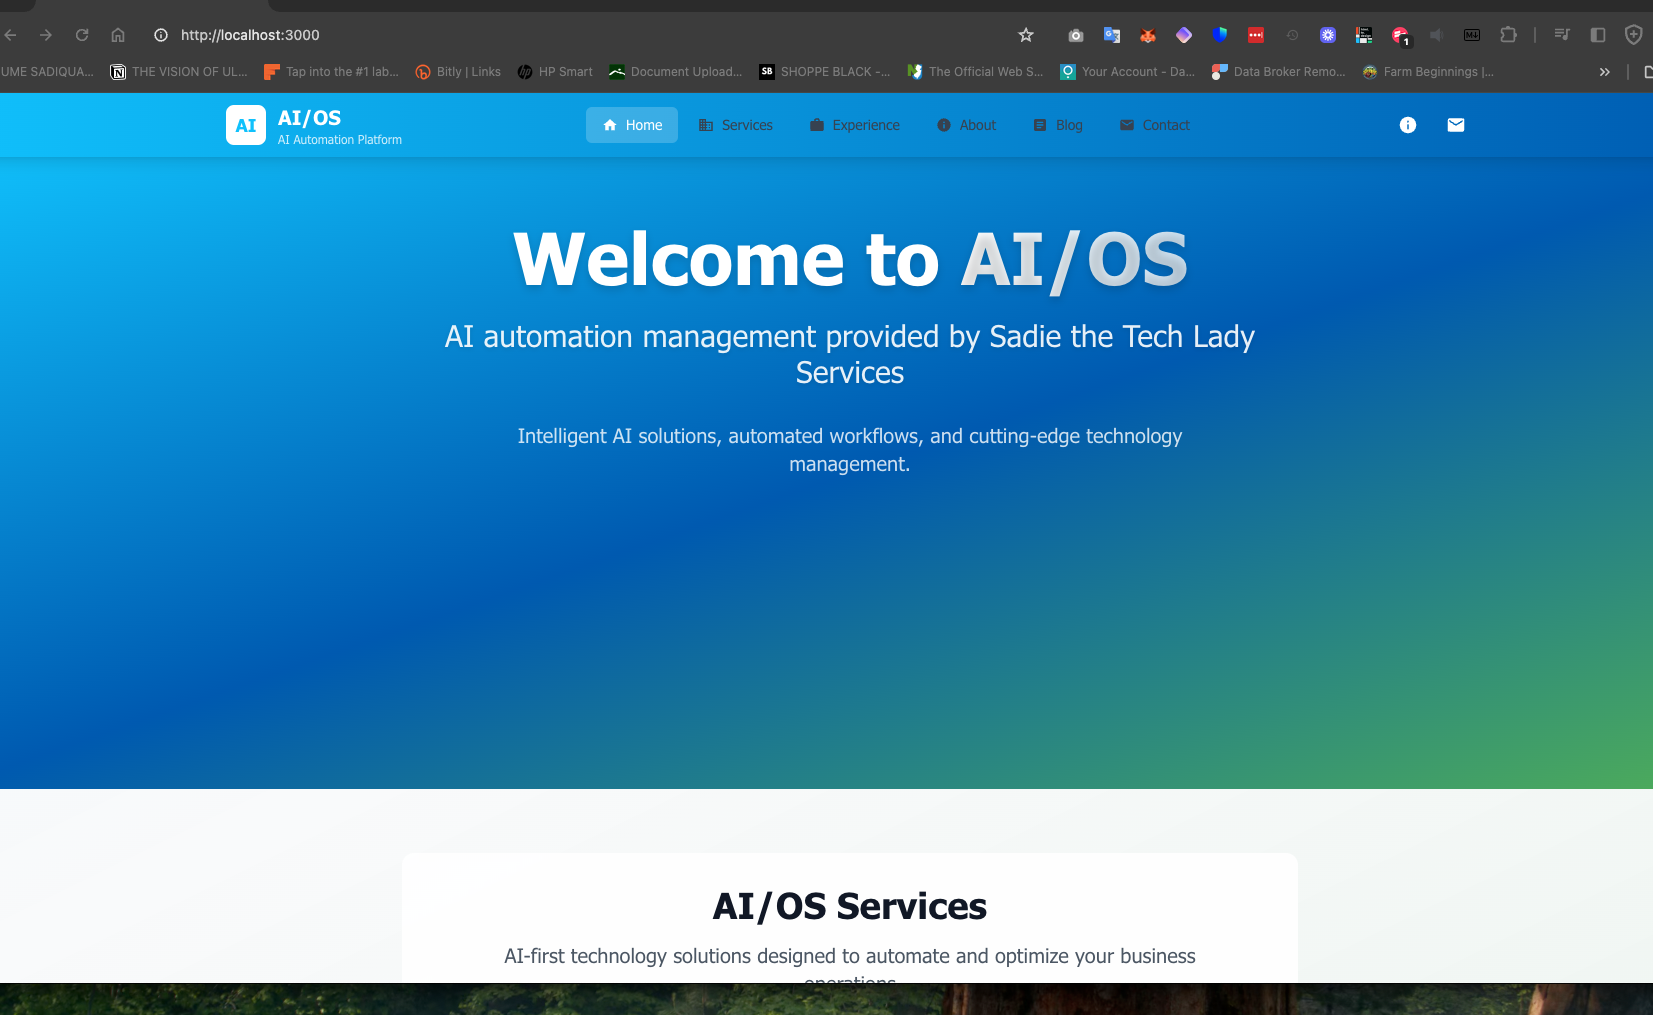 http://localhost:3000
1
UME SADIQUA... THE VISION OF UL... Tap into the #1 lab... Bitly | Links HP Smart Document Upload... SB SHOPPE BLACK -... The Official Web S... Your Account - Da... Data Broker Remo... Farm Beginnings |... »
AI AI/OS
AI Automation Platform
Home Services Experience About Blog Contact
Welcome to AI/OS
AI automation management provided by Sadie the Tech Lady
Services
Intelligent AI solutions, automated workflows, and cutting-edge technology
management.
AI/OS Services
AI-first technology solutions designed to automate and optimize your business
operations